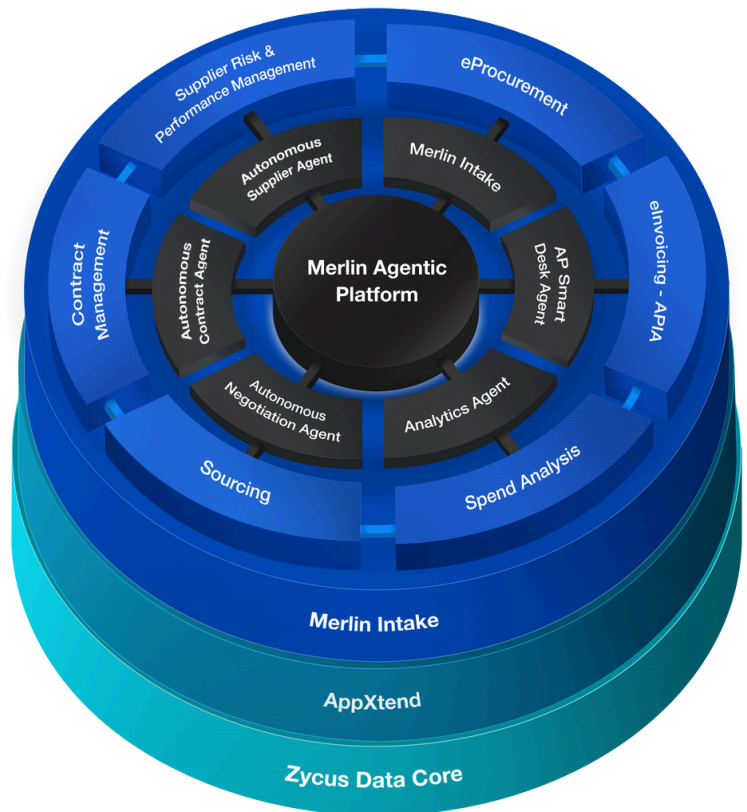 Supplier Risk &
Performance Management
eProcurement
Autonomous
Supplier Agent
Merlin Intake
Contract
Management
Autonomous
Contract Agent
Merlin Agentic
Platform
AP Smart
Desk Agent
eInvoicing - APIA
Autonomous
Negotiation Agent
Analytics Agent
Sourcing
Spend Analysis
Merlin Intake
AppXtend
Zycus Data Core